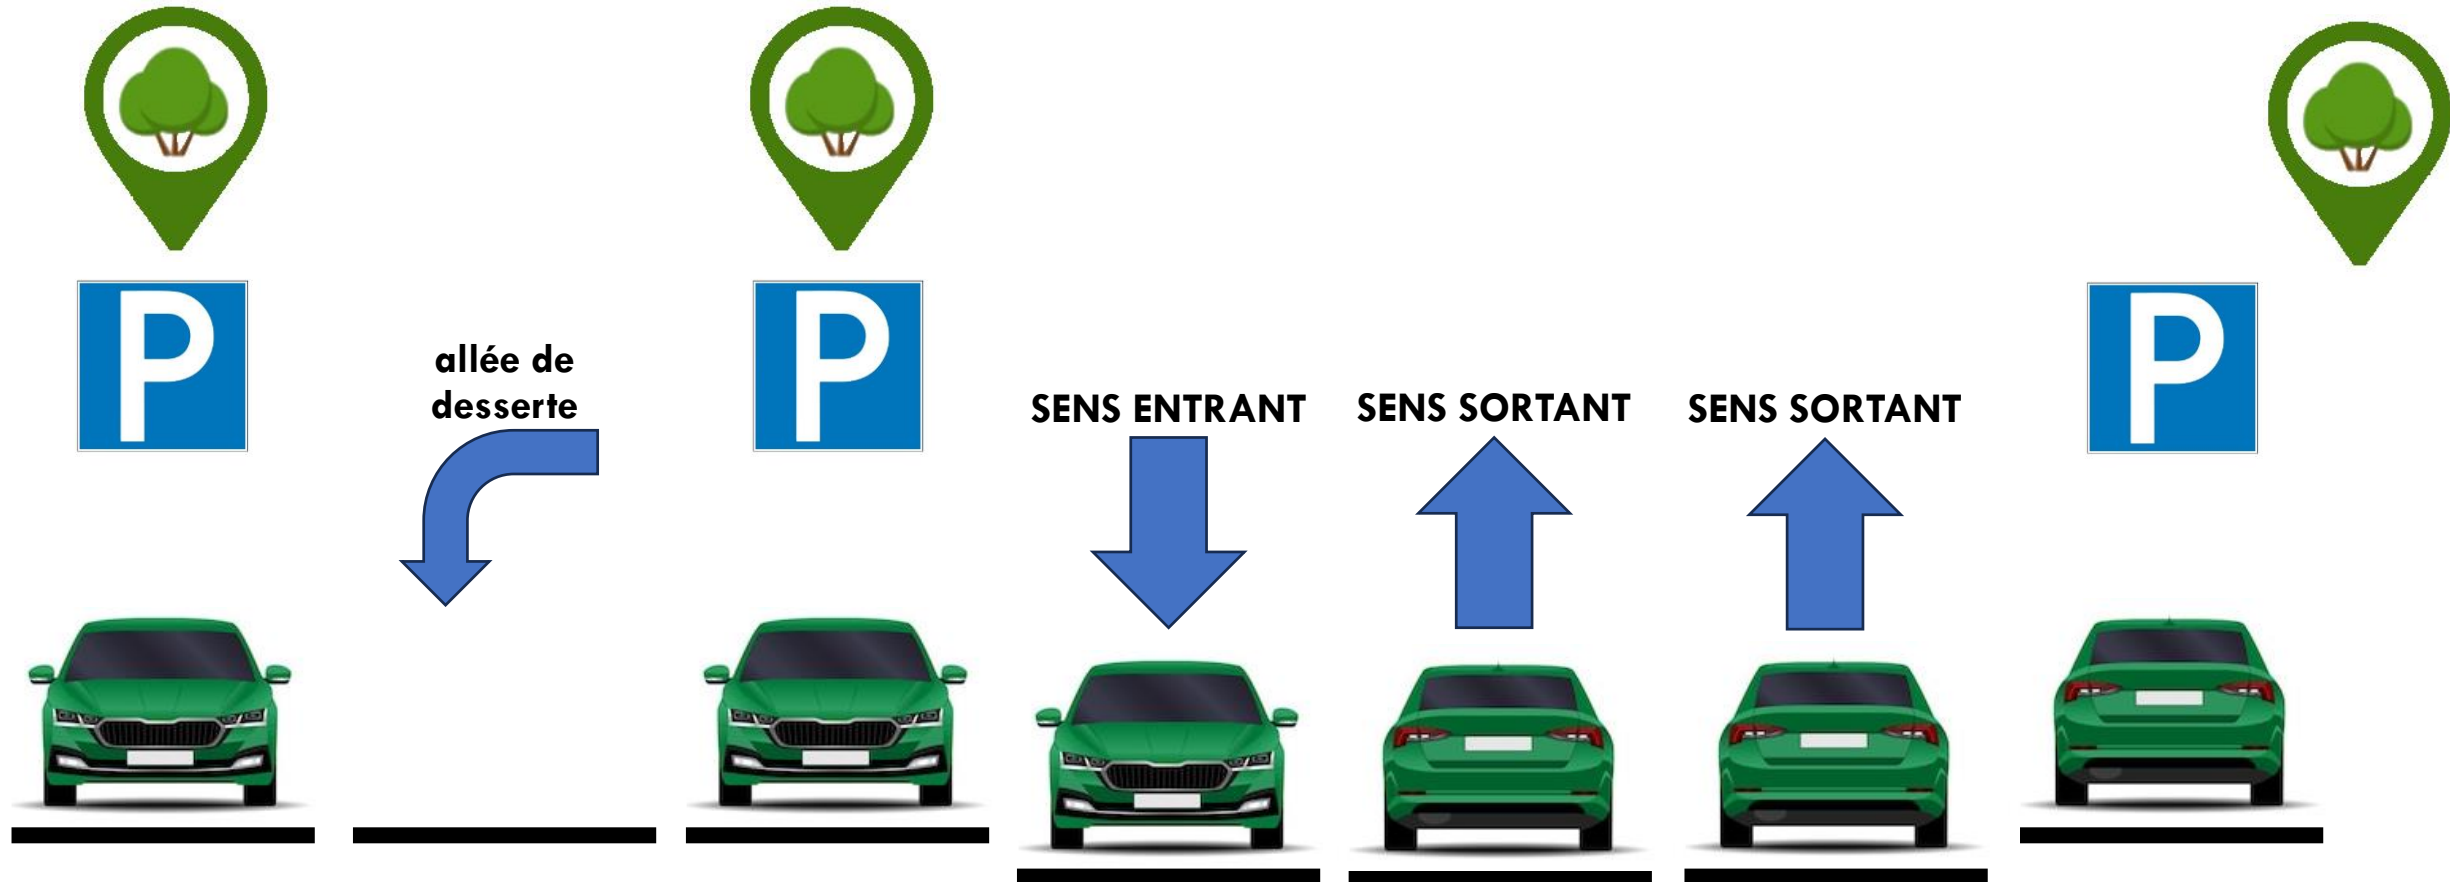 P
allée de
desserte
P
SENS ENTRANT
SENS SORTANT
SENS SORTANT
P